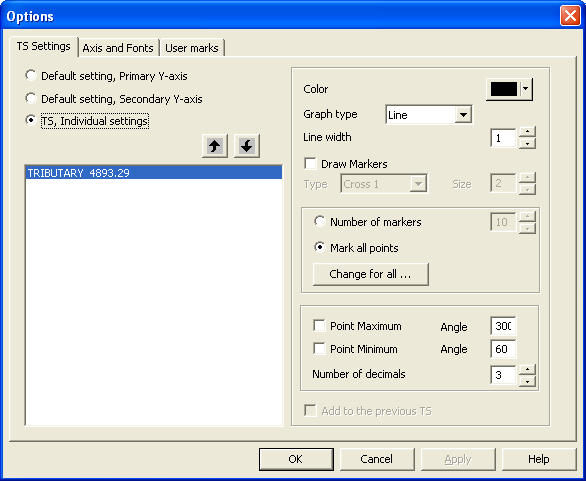 Options
TS Settings
Axis and Fonts
User marks
Default setting, Primary Y-axis
Default setting, Secondary Y-axis
TS, Individual settings
TRIBUTARY 4893.29
Color
Graph type
Line
Line width
1
Draw Markers
Type
Cross 1
Size
2
Number of markers
10
Mark all points
Change for all ...
Point Maximum
Angle
300
Point Minimum
Angle
60
Number of decimals
3
Add to the previous TS
OK
Cancel
Apply
Help